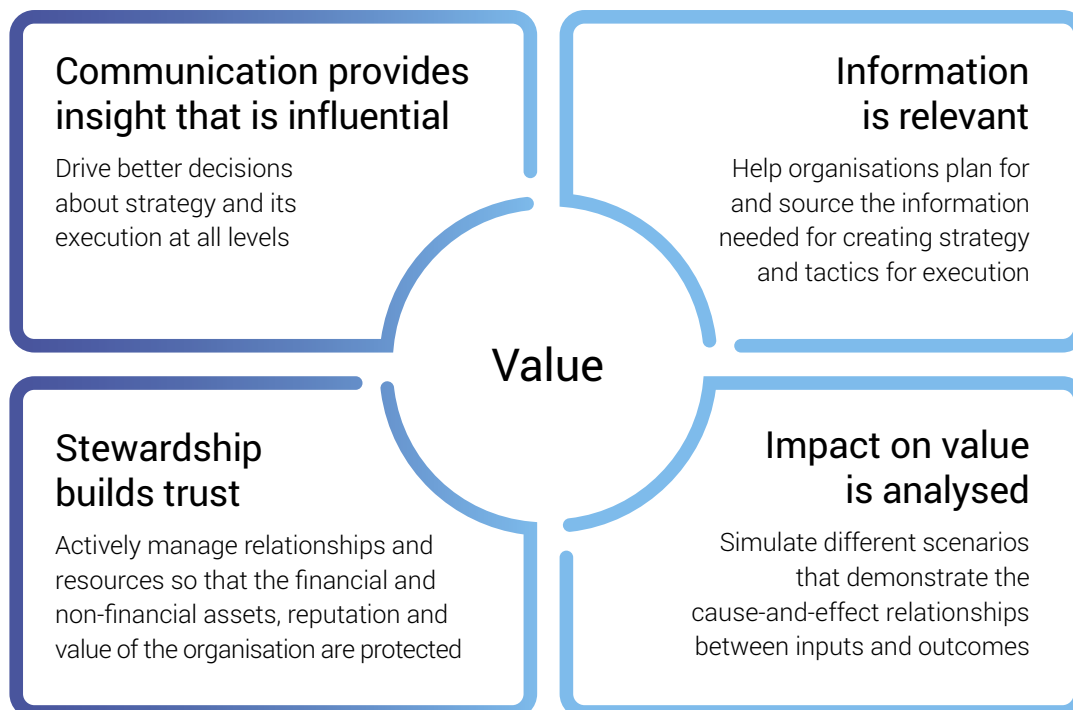 Communication provides
insight that is influential
Drive better decisions
about strategy and its
execution at all levels
Information
is relevant
Help organisations plan for
and source the information
needed for creating strategy
and tactics for execution
Value
Stewardship
builds trust
Actively manage relationships and
resources so that the financial and
non-financial assets, reputation and
value of the organisation are protected
Impact on value
is analysed
Simulate different scenarios
that demonstrate the
cause-and-effect relationships
between inputs and outcomes